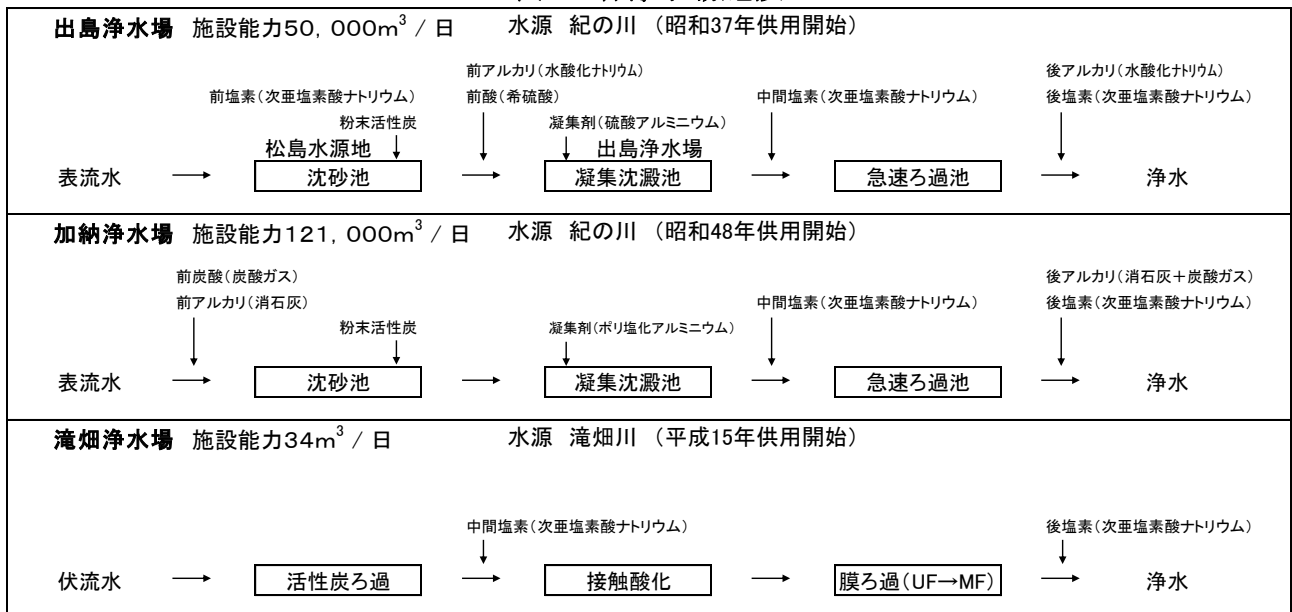 出島浄水場 施設能力50,000m³/日 水源 紀の川 (昭和37年供用開始)
前アルカリ(水酸化ナトリウム) 後アルカリ(水酸化ナトリウム)
前塩素(次亜塩素酸ナトリウム) 前酸(希硫酸) 中間塩素(次亜塩素酸ナトリウム) 後塩素(次亜塩素酸ナトリウム)
粉末活性炭 凝集剤(硫酸アルミニウム)
松島水源地 出島浄水場
表流水 → 沈砂池 → 凝集沈澱池 → 急速ろ過池 → 浄水
加納浄水場 施設能力121,000m³/日 水源 紀の川 (昭和48年供用開始)
前炭酸(炭酸ガス) 後アルカリ(消石灰+炭酸ガス)
前アルカリ(消石灰) 中間塩素(次亜塩素酸ナトリウム) 後塩素(次亜塩素酸ナトリウム)
粉末活性炭 凝集剤(ポリ塩化アルミニウム)
表流水 → 沈砂池 → 凝集沈澱池 → 急速ろ過池 → 浄水
滝畑浄水場 施設能力34m³/日 水源 滝畑川 (平成15年供用開始)
中間塩素(次亜塩素酸ナトリウム) 後塩素(次亜塩素酸ナトリウム)
伏流水 → 活性炭ろ過 → 接触酸化 → 膜ろ過(UF→MF) → 浄水